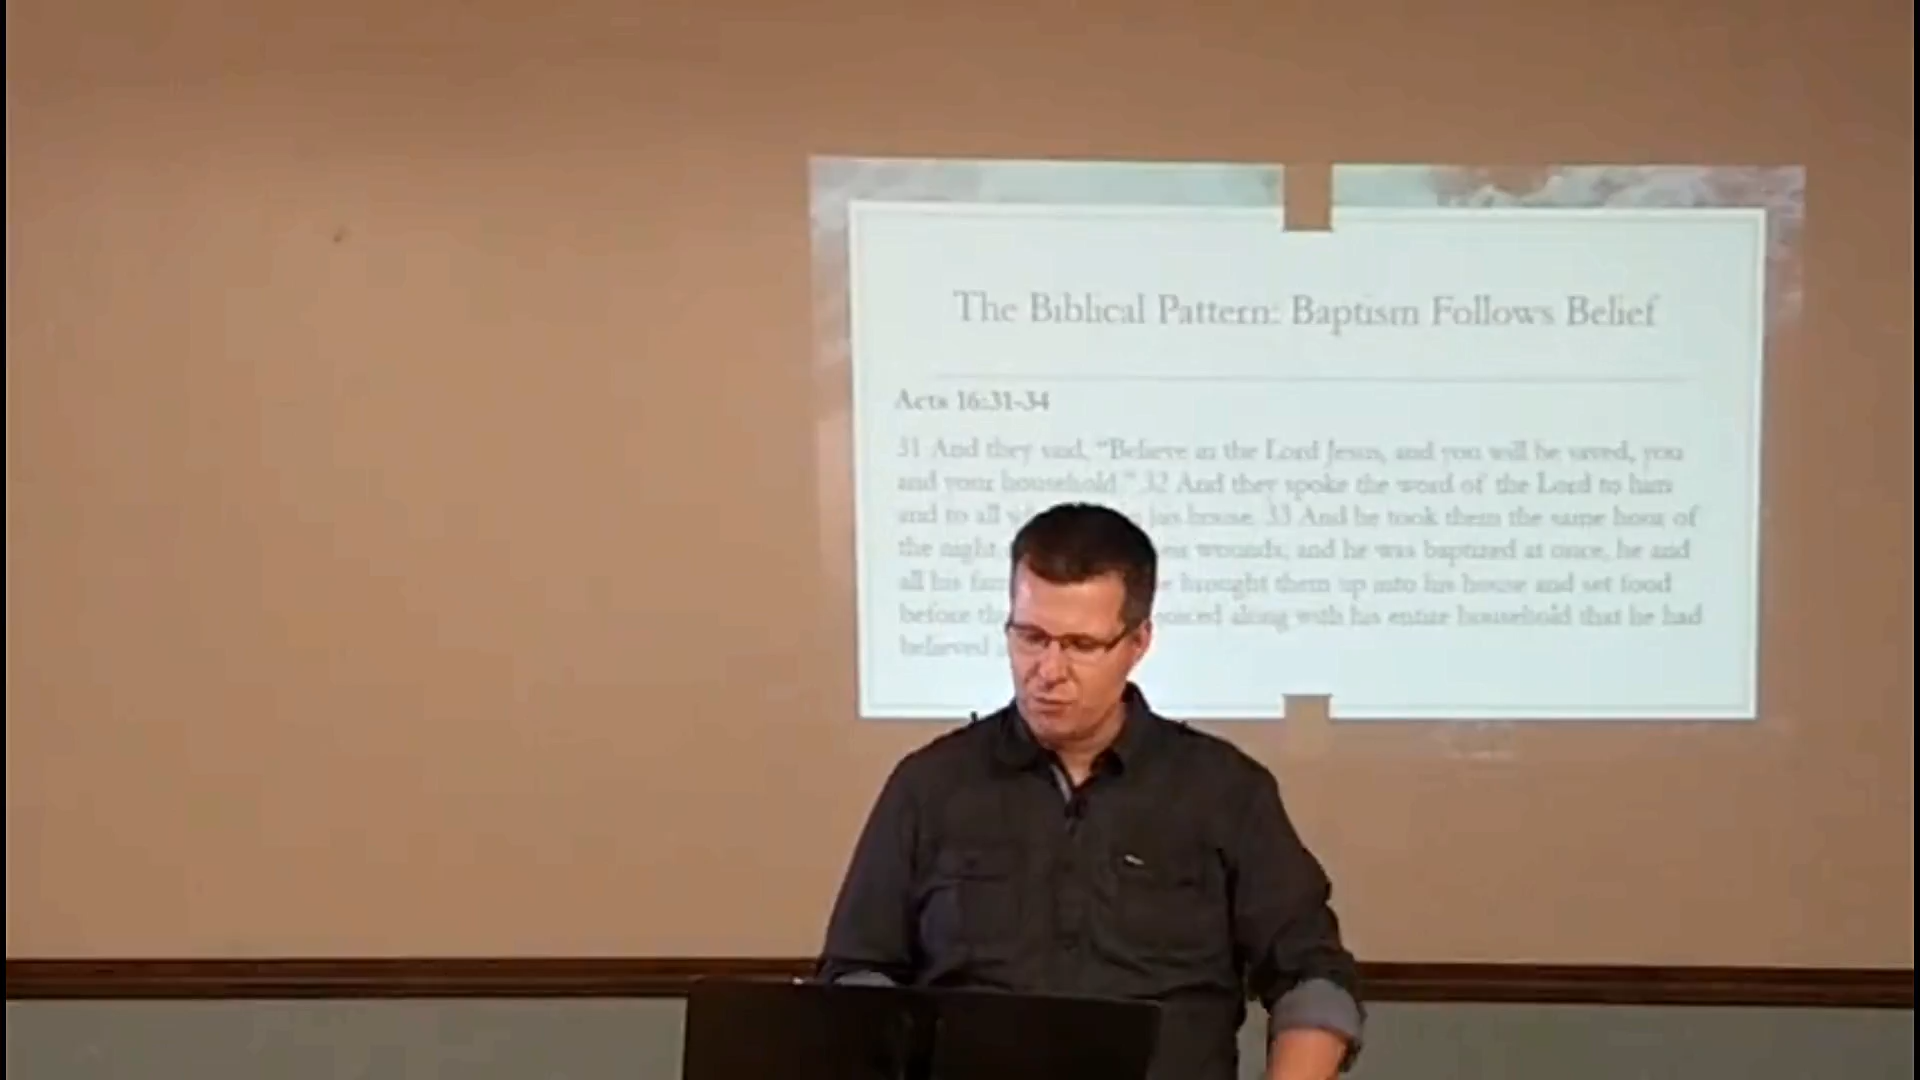 The Biblical Pattern: Baptism Follows Belief
Acts 16:31-34
31 And they said, “Believe in the Lord Jesus, and you will be saved, you
and your household.” 32 And they spoke the word of the Lord to him
and to all his house. 33 And he took them the same hour of
the night wounds; and he was baptized at once, he and
all his brought them up into his house and set food
before along with his entire household that he had
believed